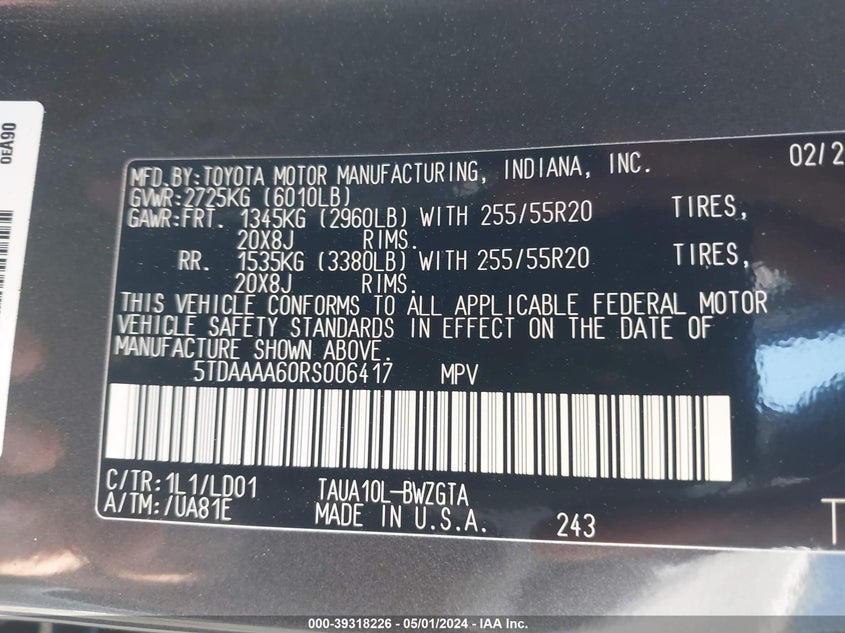 0EA90
MFD.BY:TOYOTA MOTOR MANUFACTURING, INDIANA, INC. 02/2
GVWR:2725KG (6010LB)
GAWR:FRT. 1345KG (2960LB) WITH 255/55R20 TIRES,
20X8J RIMS.
RR. 1535KG (3380LB) WITH 255/55R20 TIRES,
20X8J RIMS.
THIS VEHICLE CONFORMS TO ALL APPLICABLE FEDERAL MOTOR
VEHICLE SAFETY STANDARDS IN EFFECT ON THE DATE OF
MANUFACTURE SHOWN ABOVE.
5TDAAAA60RS006417 MPV
C/TR:1L1/LD01 TAUA10L-BWZGTA
A/TM:/UA81E MADE IN U.S.A. 243
T
000-39318226 - 05/01/2024 - IAA Inc.